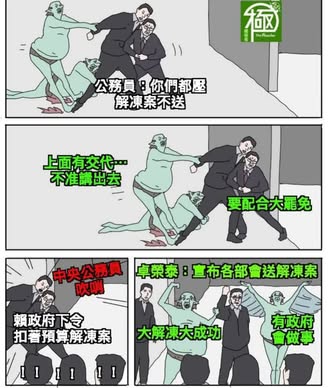 極
公務員：你們都壓
解凍案不送
上面有交代…
不准講出去
要配合大罷免
中央公務員
吹哨
賴政府下令
扣著預算解凍案
！！！！
卓榮泰：宣布各部會送解凍案
大解凍大成功
有政府
會做事